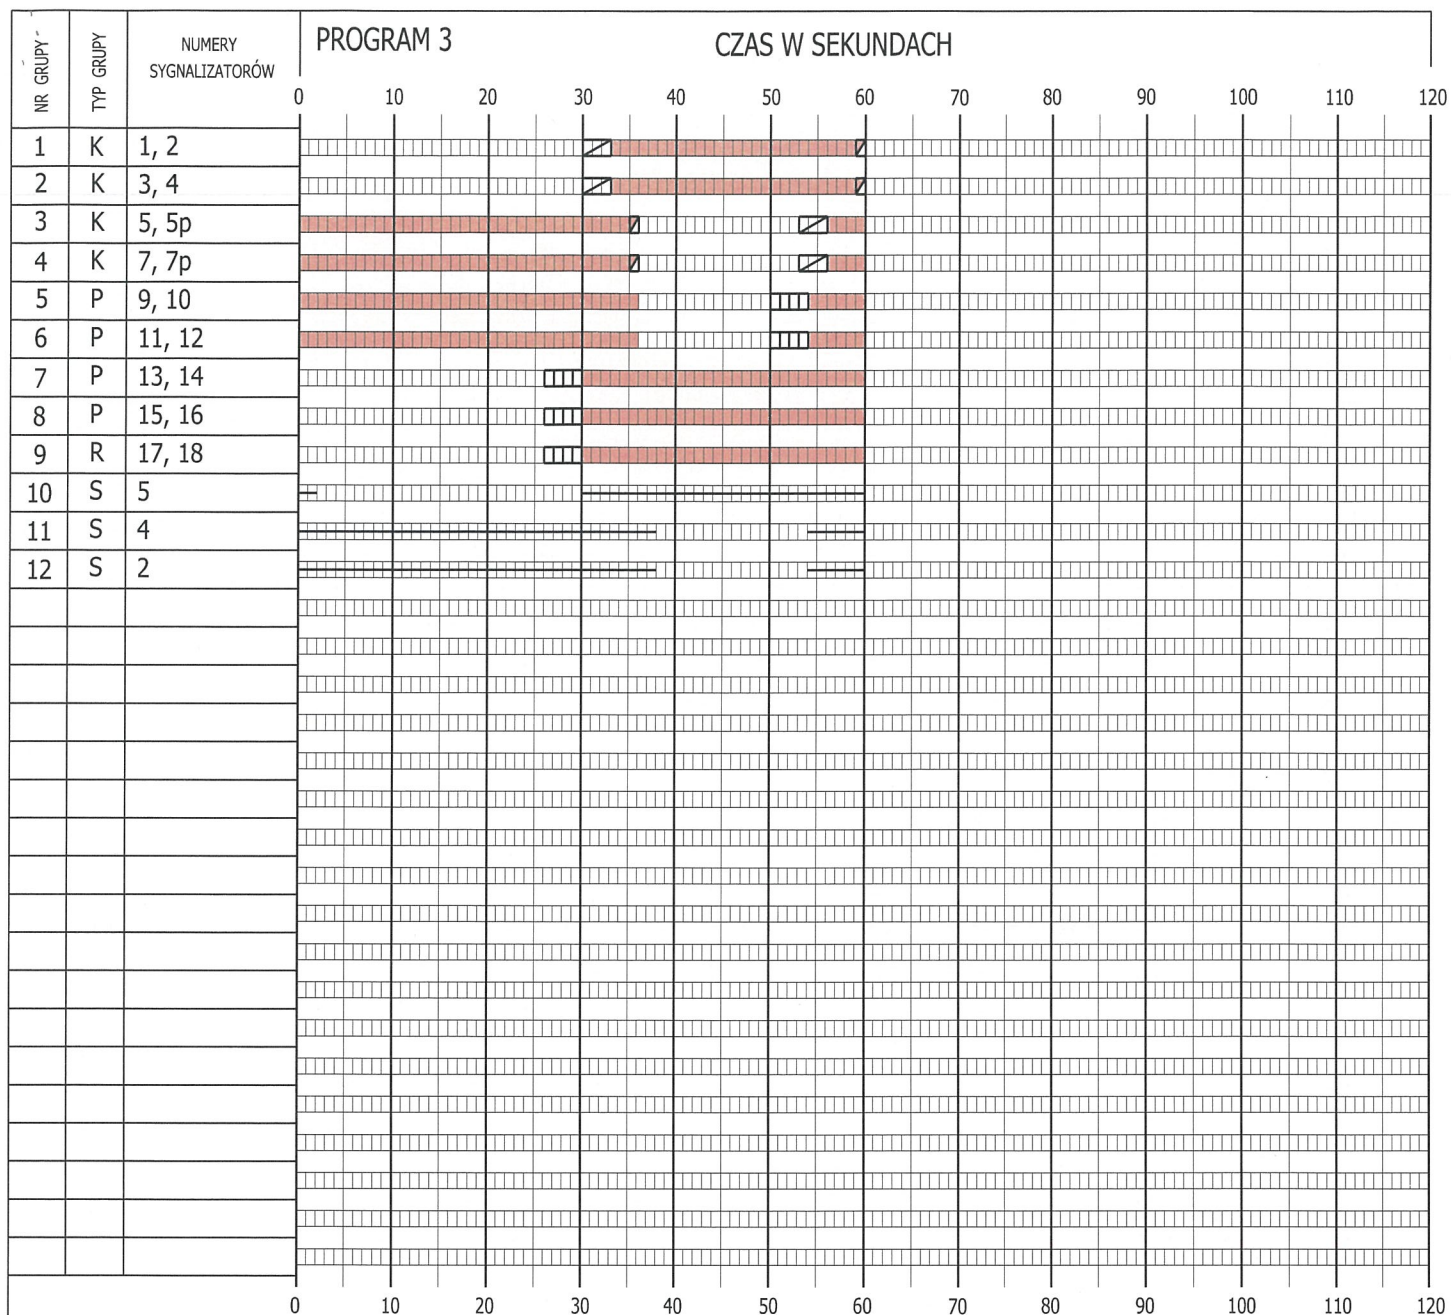 NR GRUPY TYP GRUPY NUMERY SYGNALIZATORÓW PROGRAM 3 CZAS W SEKUNDACH
0 10 20 30 40 50 60 70 80 90 100 110 120
1 K 1, 2
2 K 3, 4
3 K 5, 5p
4 K 7, 7p
5 P 9, 10
6 P 11, 12
7 P 13, 14
8 P 15, 16
9 R 17, 18
10 S 5
11 S 4
12 S 2
0 10 20 30 40 50 60 70 80 90 100 110 120